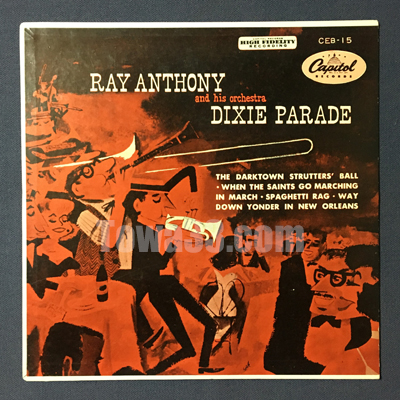 HIGH FIDELITY
RECORDING
CEB-15
Capitol
RECORDS
RAY ANTHONY
and his orchestra
DIXIE PARADE
THE DARKTOWN STRUTTERS' BALL
• WHEN THE SAINTS GO MARCHING
IN MARCH • SPAGHETTI RAG • WAY
DOWN YONDER IN NEW ORLEANS